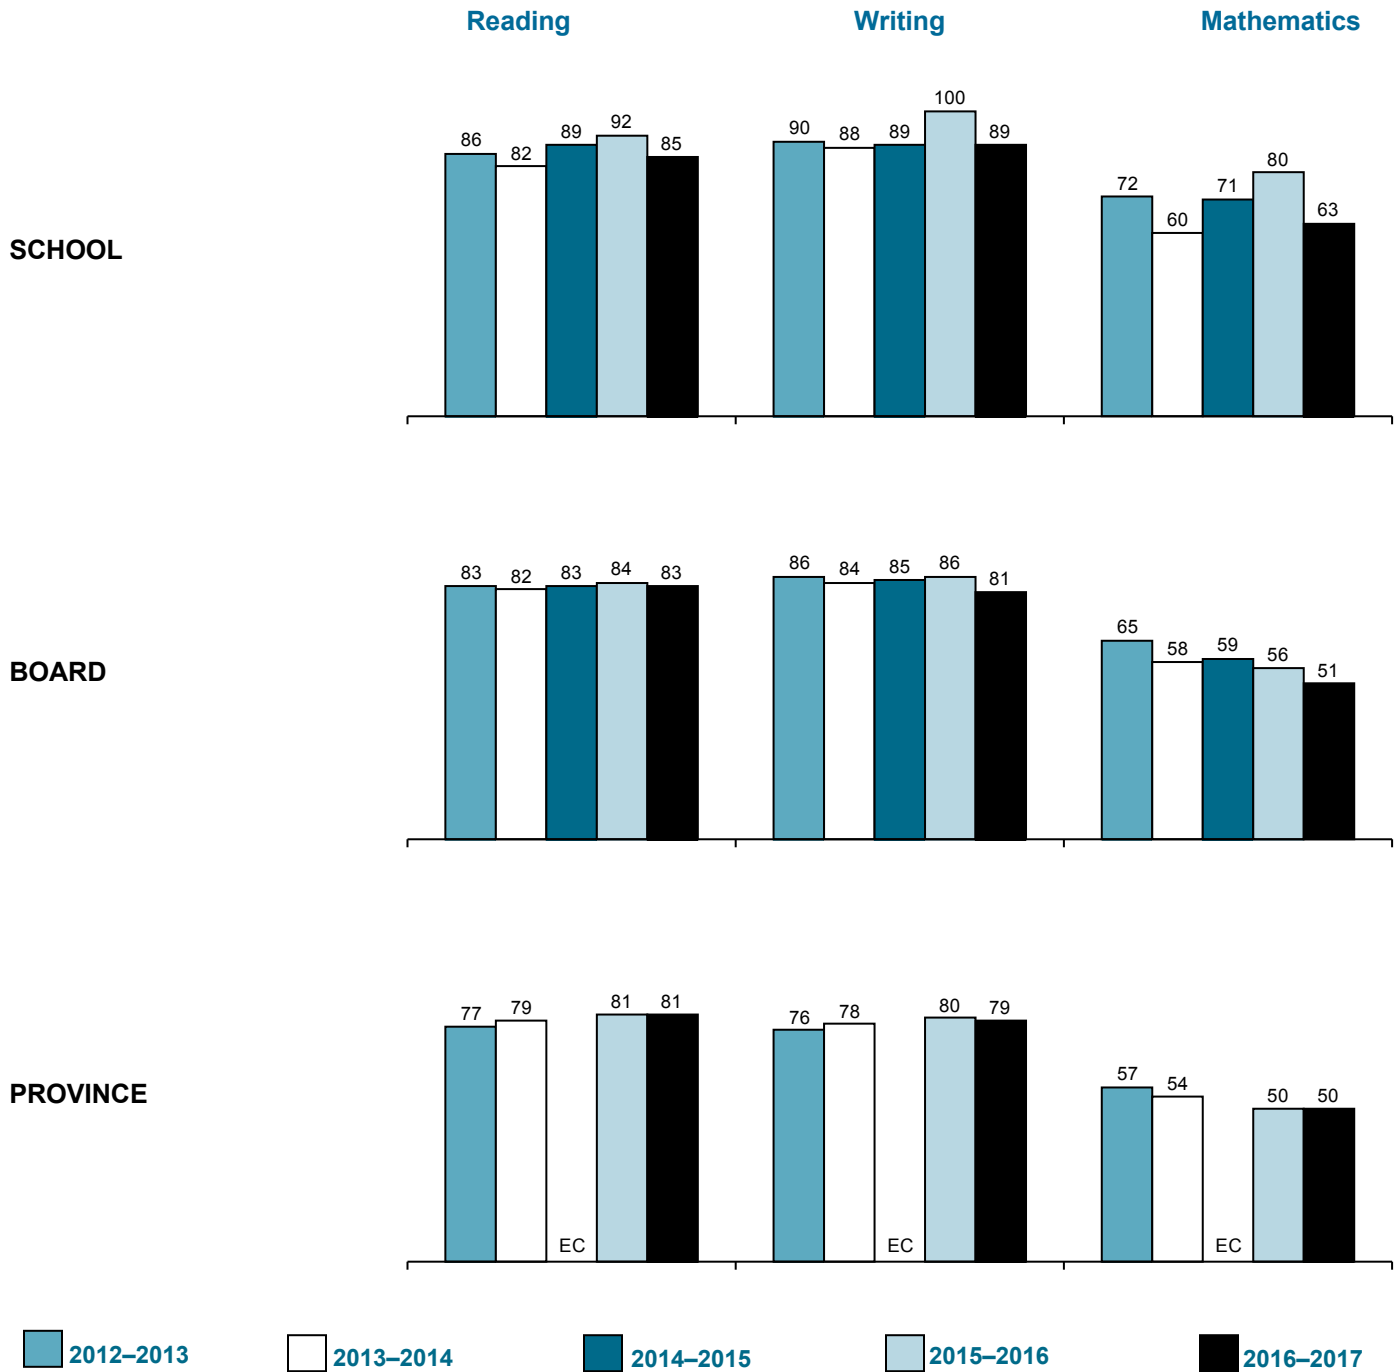 Reading Writing Mathematics
SCHOOL
86 82 89 92 85 90 88 89 100 89 72 60 71 80 63
BOARD
83 82 83 84 83 86 84 85 86 81 65 58 59 56 51
PROVINCE
77 79 EC 81 81 76 78 EC 80 79 57 54 EC 50 50
2012–2013 2013–2014 2014–2015 2015–2016 2016–2017